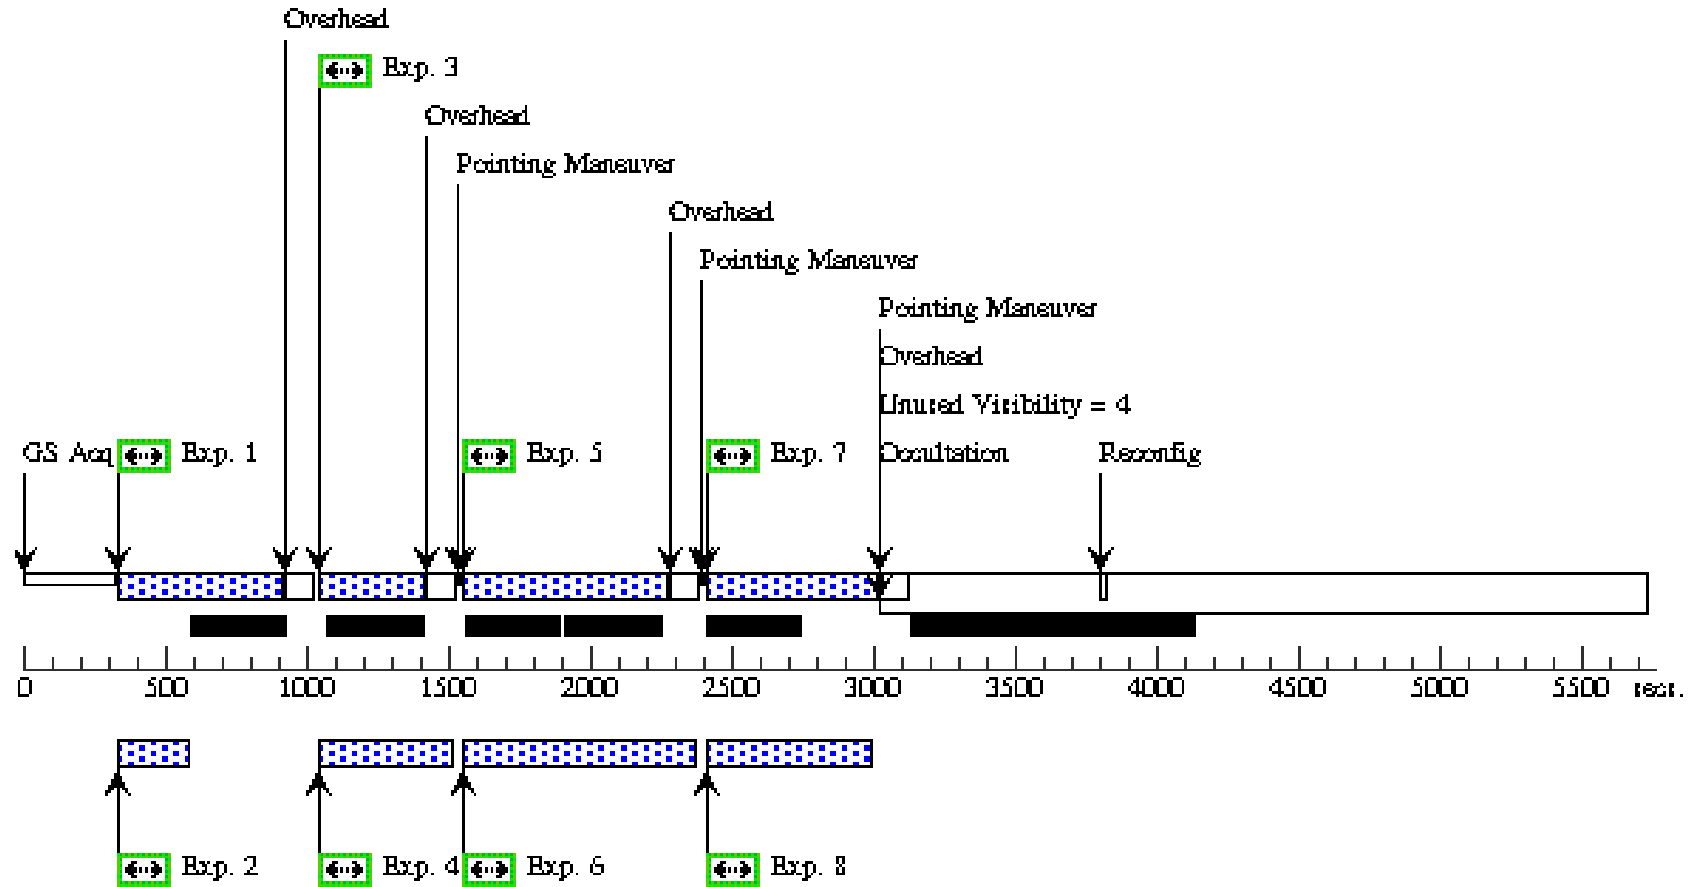 Overhead
Exp. 3
Overhead
Pointing Maneuver
Overhead
Pointing Maneuver
Pointing Maneuver
Overhead
Unused Visibility = 4
GS Acq Exp. 1 Exp. 5 Exp. 7 Occultation Reconfig
0 500 1000 1500 2000 2500 3000 3500 4000 4500 5000 5500 secs.
Exp. 2 Exp. 4 Exp. 6 Exp. 8